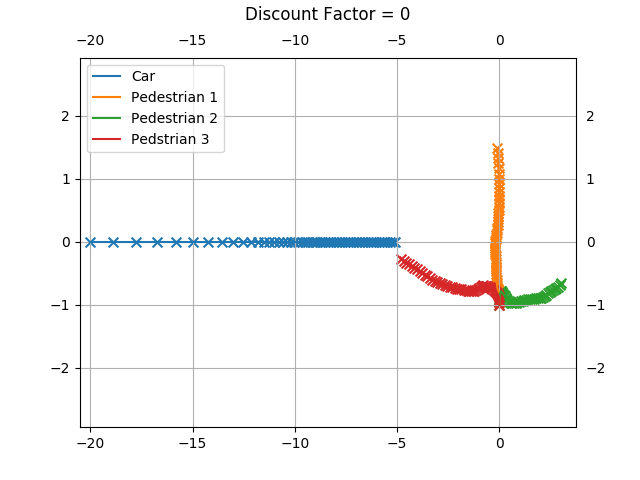 Discount Factor = 0
−20 −15 −10 −5 0
Car
Pedestrian 1
Pedestrian 2
Pedstrian 3
2 2
1 1
0 0
−1 −1
−2 −2
−20 −15 −10 −5 0